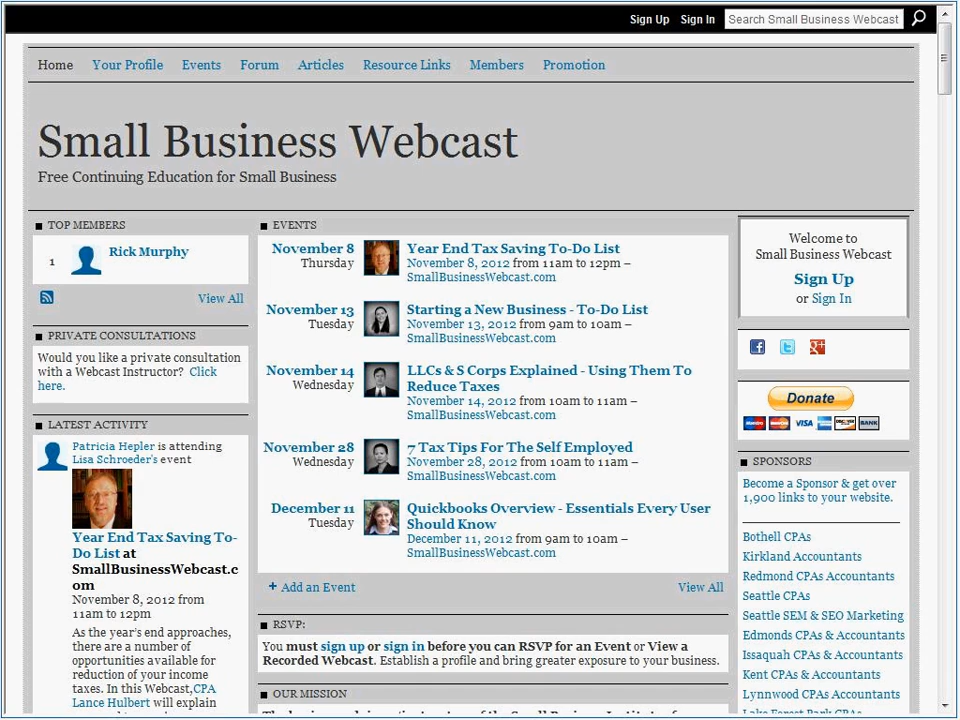 Sign Up Sign In Search Small Business Webcast
Home Your Profile Events Forum Articles Resource Links Members Promotion
Small Business Webcast
Free Continuing Education for Small Business
TOP MEMBERS
1 Rick Murphy
View All
PRIVATE CONSULTATIONS
Would you like a private consultation
with a Webcast Instructor? Click
here.
LATEST ACTIVITY
Patricia Hepler is attending
Lisa Schroeder's event
Year End Tax Saving To-
Do List at
SmallBusinessWebcast.c
om
November 8, 2012 from
11am to 12pm
As the year's end approaches,
there are a number of
opportunities available for
reduction of your income
taxes. In this Webcast,CPA
Lance Hulbert will explain
EVENTS
November 8
Thursday
Year End Tax Saving To-Do List
November 8, 2012 from 11am to 12pm –
SmallBusinessWebcast.com
November 13
Tuesday
Starting a New Business - To-Do List
November 13, 2012 from 9am to 10am –
SmallBusinessWebcast.com
November 14
Wednesday
LLCs & S Corps Explained - Using Them To
Reduce Taxes
November 14, 2012 from 10am to 11am –
SmallBusinessWebcast.com
November 28
Wednesday
7 Tax Tips For The Self Employed
November 28, 2012 from 10am to 11am –
SmallBusinessWebcast.com
December 11
Tuesday
Quickbooks Overview - Essentials Every User
Should Know
December 11, 2012 from 9am to 10am –
SmallBusinessWebcast.com
+ Add an Event View All
RSVP:
You must sign up or sign in before you can RSVP for an Event or View a
Recorded Webcast. Establish a profile and bring greater exposure to your business.
OUR MISSION
Welcome to
Small Business Webcast
Sign Up
or Sign In
Donate
Maestro VISA BANK
SPONSORS
Become a Sponsor & get over
1,900 links to your website.
Bothell CPAs
Kirkland Accountants
Redmond CPAs Accountants
Seattle CPAs
Seattle SEM & SEO Marketing
Edmonds CPAs & Accountants
Issaquah CPAs & Accountants
Kent CPAs & Accountants
Lynnwood CPAs Accountants
Lake Forest Park CPAs